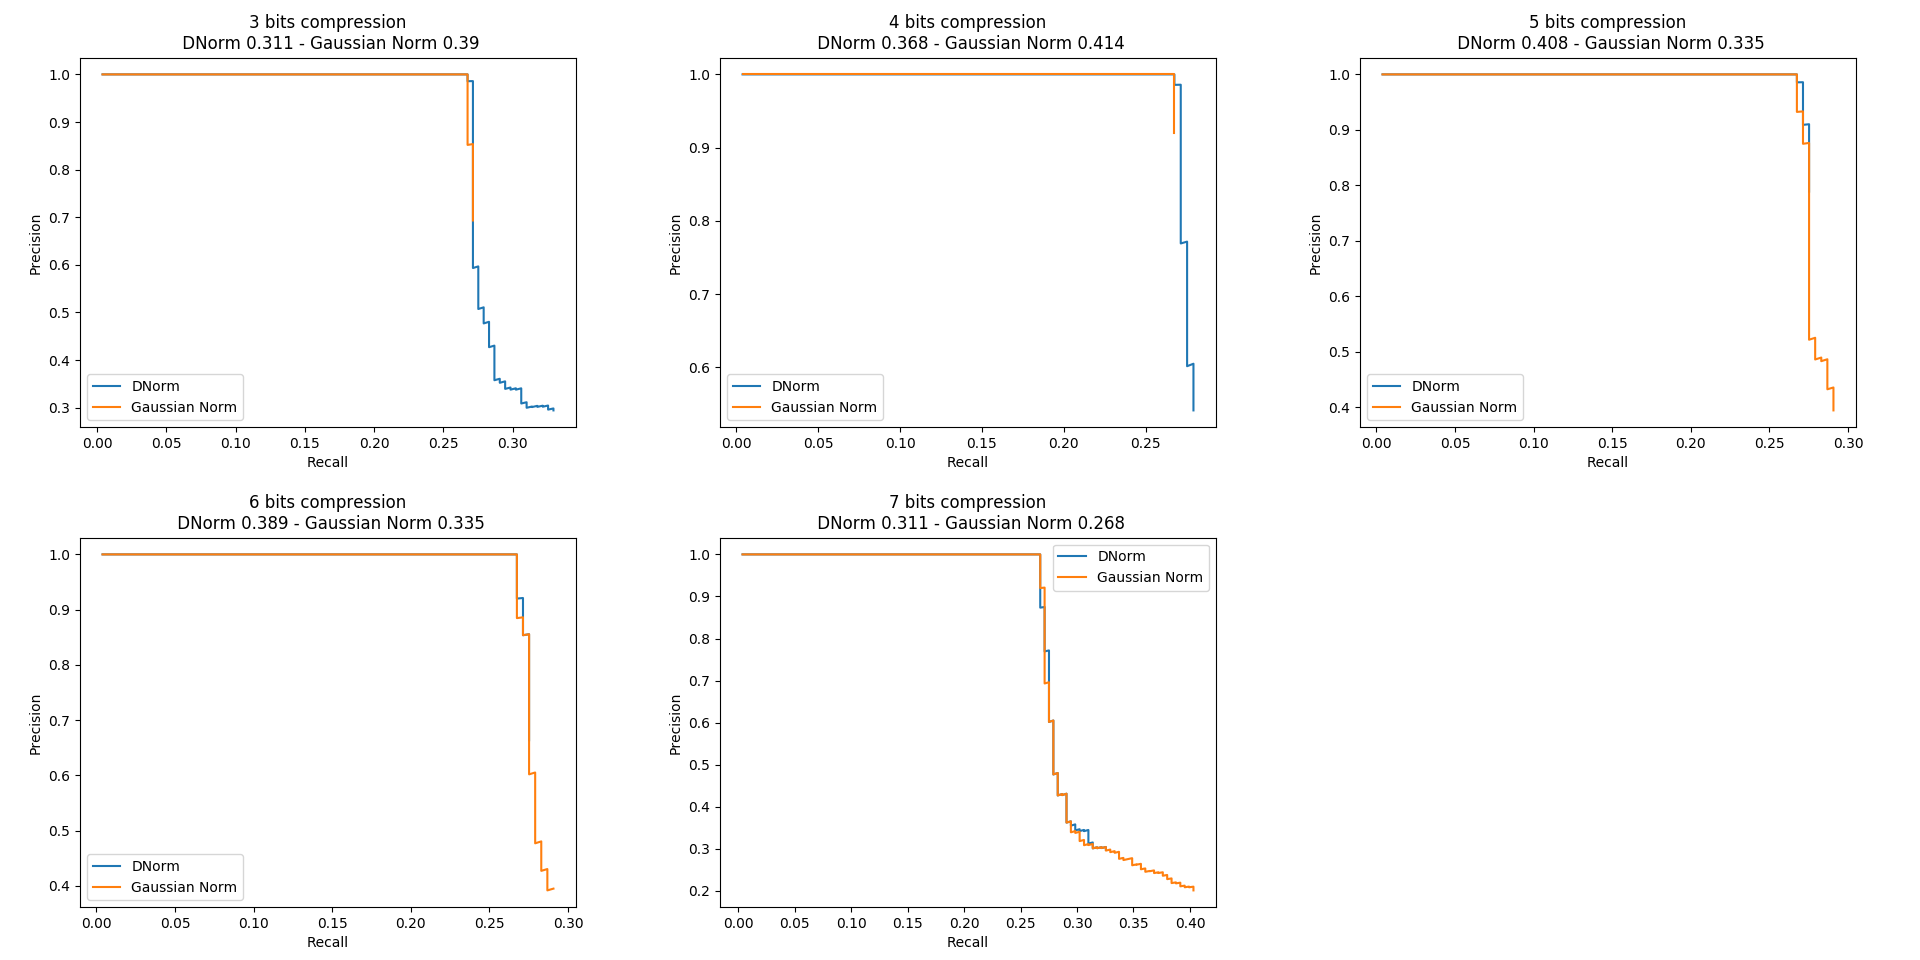 3 bits compression
DNorm 0.311 - Gaussian Norm 0.39
1.0
0.9
0.8
0.7
0.6
0.5
0.4
0.3
Precision
0.00 0.05 0.10 0.15 0.20 0.25 0.30
Recall
DNorm
Gaussian Norm
4 bits compression
DNorm 0.368 - Gaussian Norm 0.414
1.0
0.9
0.8
0.7
0.6
Precision
0.00 0.05 0.10 0.15 0.20 0.25
Recall
DNorm
Gaussian Norm
5 bits compression
DNorm 0.408 - Gaussian Norm 0.335
1.0
0.9
0.8
0.7
0.6
0.5
0.4
Precision
0.00 0.05 0.10 0.15 0.20 0.25 0.30
Recall
DNorm
Gaussian Norm
6 bits compression
DNorm 0.389 - Gaussian Norm 0.335
1.0
0.9
0.8
0.7
0.6
0.5
0.4
Precision
0.00 0.05 0.10 0.15 0.20 0.25 0.30
Recall
DNorm
Gaussian Norm
7 bits compression
DNorm 0.311 - Gaussian Norm 0.268
1.0
0.9
0.8
0.7
0.6
0.5
0.4
0.3
0.2
Precision
0.00 0.05 0.10 0.15 0.20 0.25 0.30 0.35 0.40
Recall
DNorm
Gaussian Norm